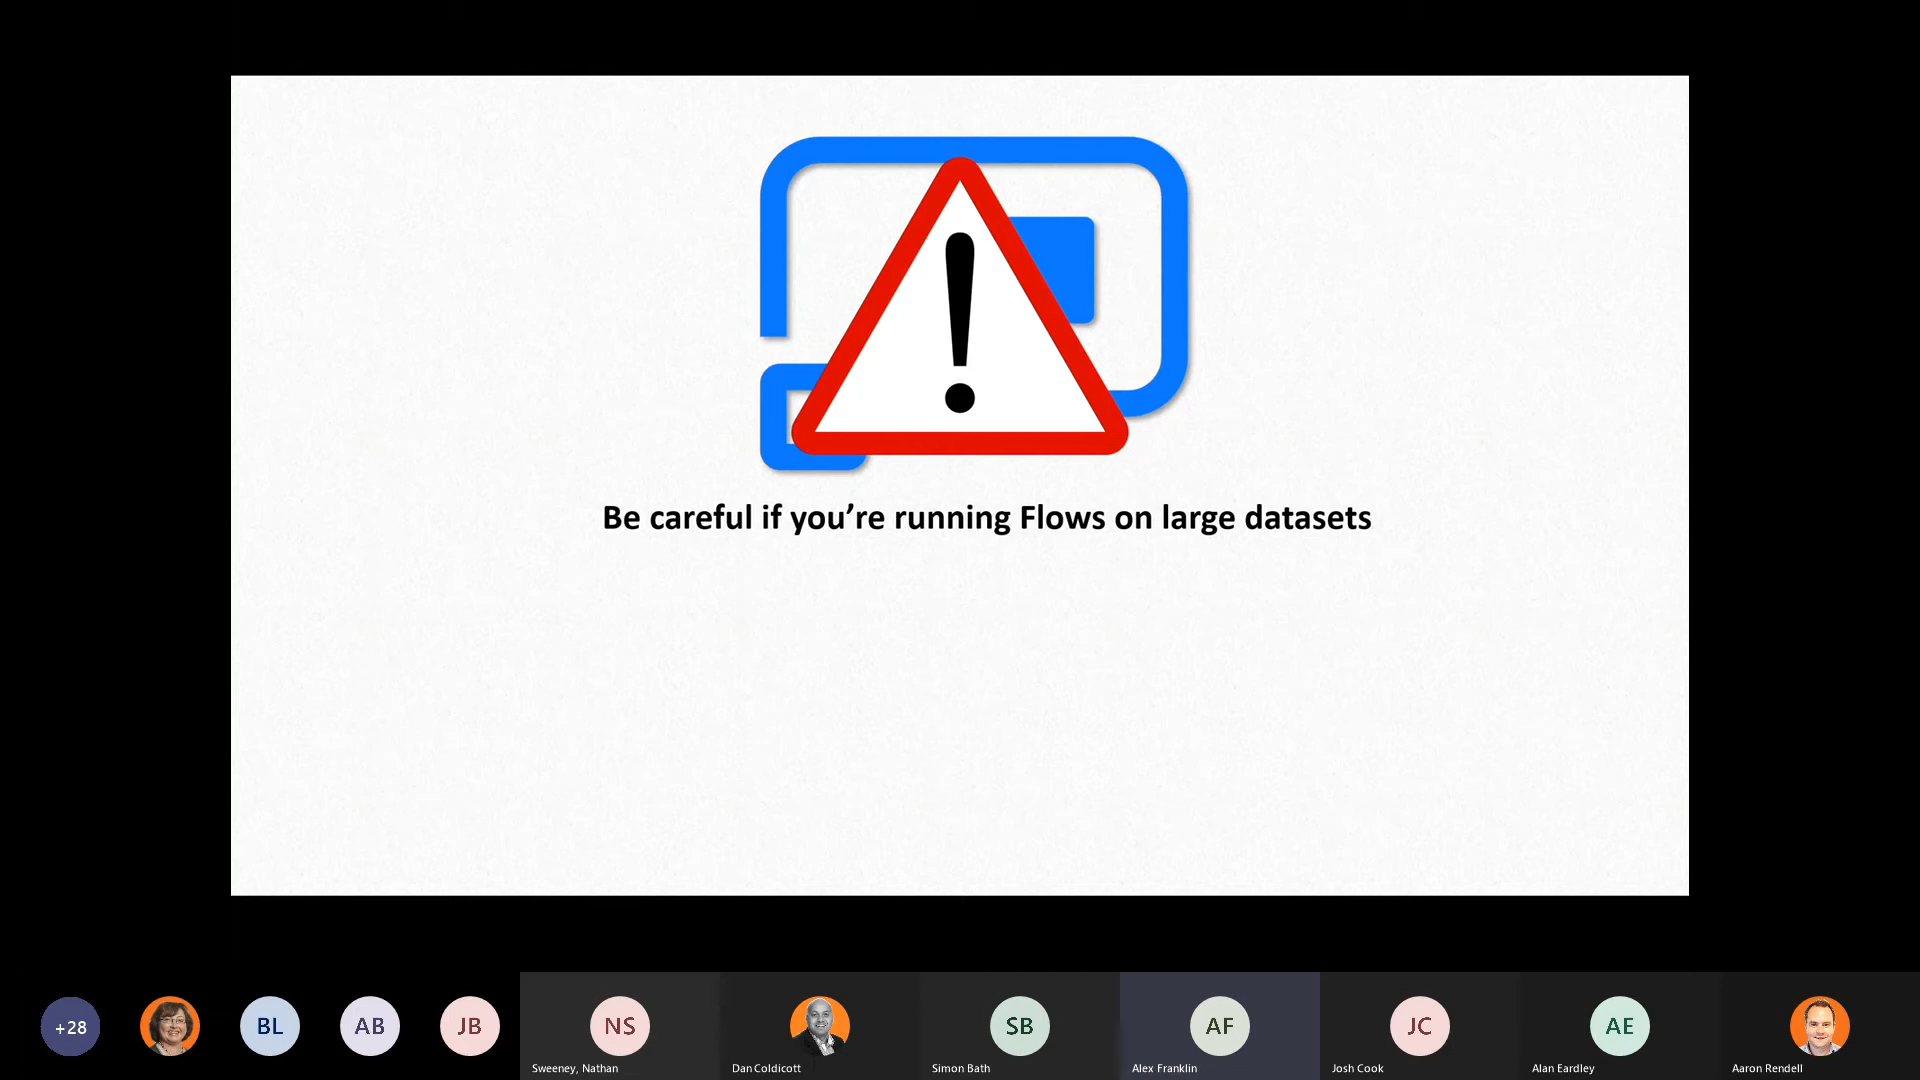 !
Be careful if you’re running Flows on large datasets
+28
BL
AB
JB
NS
SB
AF
JC
AE
Sweeney, Nathan
Dan Coldicott
Simon Bath
Alex Franklin
Josh Cook
Alan Eardley
Aaron Rendell